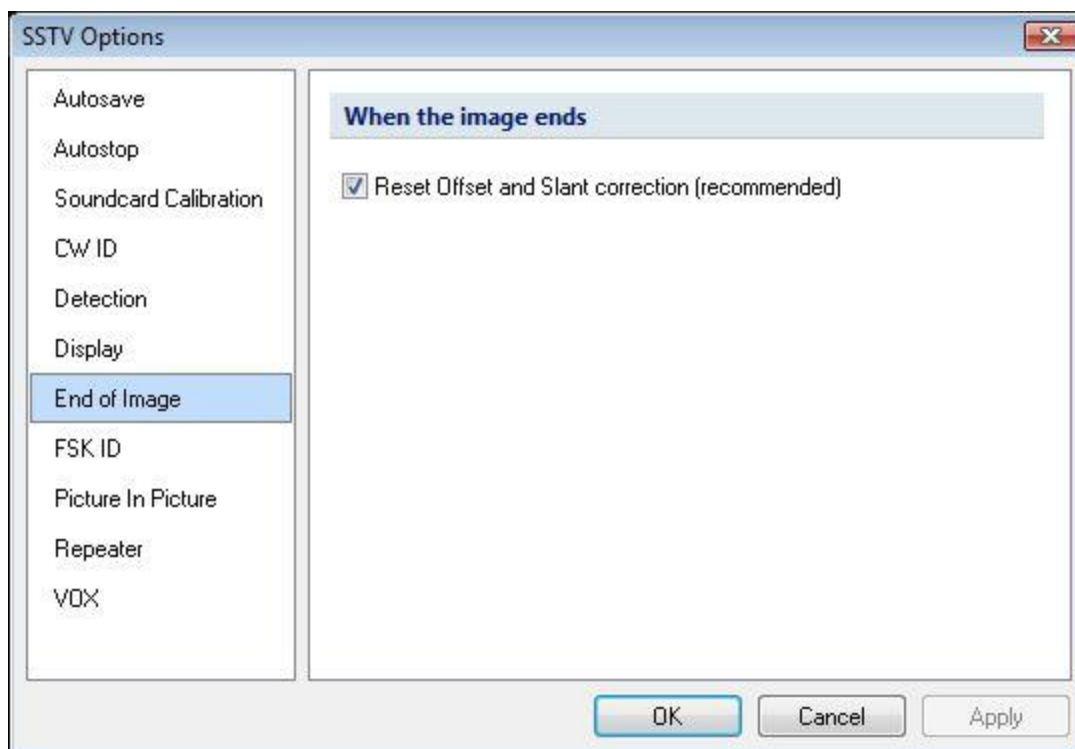 SSTV Options
Autosave
Autostop
Soundcard Calibration
CW ID
Detection
Display
End of Image
FSK ID
Picture In Picture
Repeater
VOX
When the image ends
Reset Offset and Slant correction (recommended)
OK
Cancel
Apply